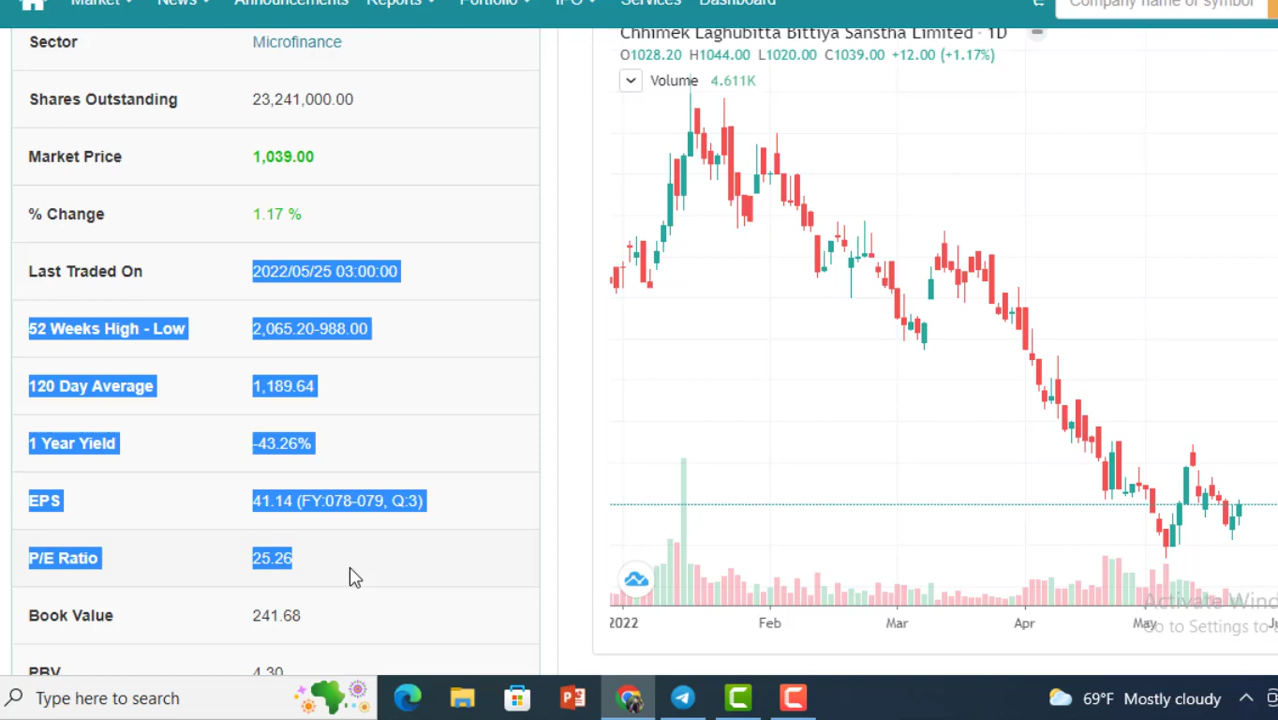 Market News Announcements Reports Portfolio IPO Services Dashboard
Company name or symbol
Sector Microfinance
Shares Outstanding 23,241,000.00
Market Price 1,039.00
% Change 1.17 %
Last Traded On 2022/05/25 03:00:00
52 Weeks High - Low 2,065.20-988.00
120 Day Average 1,189.64
1 Year Yield -43.26%
EPS 41.14 (FY:078-079, Q:3)
P/E Ratio 25.26
Book Value 241.68
PBV 4.30
Chhimek Laghubitta Bittiya Sanstha Limited · 1D
O1028.20 H1044.00 L1020.00 C1039.00 +12.00 (+1.17%)
Volume 4.611K
2022 Feb Mar Apr May
Activate Wind
Go to Settings to a
Type here to search
69°F Mostly cloudy